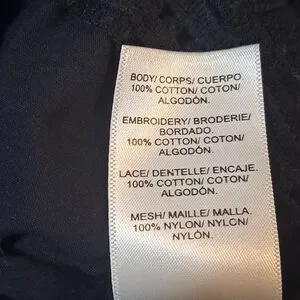 BODY/ CORPS/ CUERPO.
100% COTTON/ COTON/
ALGODÓN.
EMBROIDERY/ BRODERIE/
BORDADO.
100% COTTON/ COTON/
ALGODÓN.
LACE/ DENTELLE/ ENCAJE.
100% COTTON/ COTON/
ALGODÓN.
MESH/ MAILLE/ MALLA.
100% NYLON/ NYLON/
NYLÓN.